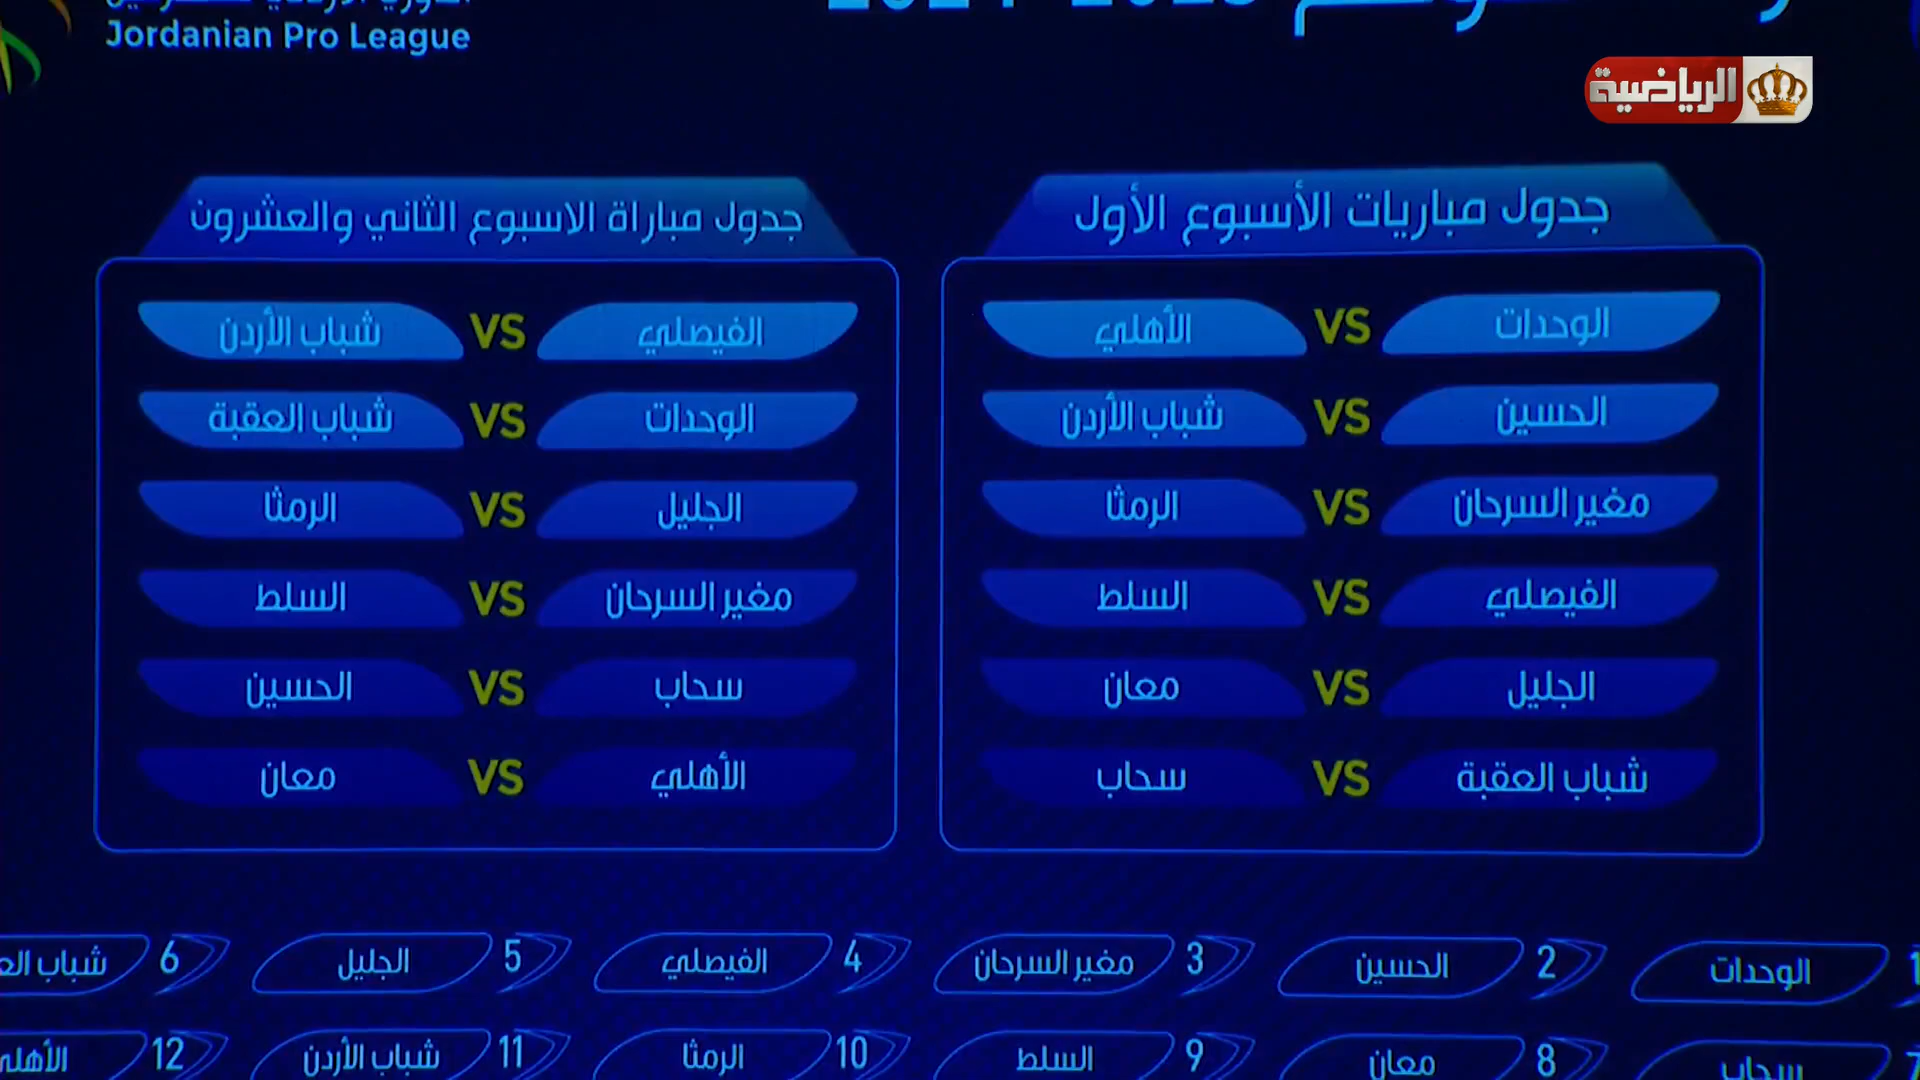 Jordanian Pro League
الرياضية
جدول مباريات الأسبوع الأول
الوحدات VS الأهلي
الحسين VS شباب الأردن
مغير السرحان VS الرمثا
الفيصلي VS السلط
الجليل VS معان
شباب العقبة VS سحاب
جدول مباراة الاسبوع الثاني والعشرون
الفيصلي VS شباب الأردن
الوحدات VS شباب العقبة
الجليل VS الرمثا
مغير السرحان VS السلط
سحاب VS الحسين
الأهلي VS معان
1 الوحدات 2 الحسين 3 مغير السرحان 4 الفيصلي 5 الجليل 6 شباب
7 سحاب 8 معان 9 السلط 10 الرمثا 11 شباب الأردن 12 الأهلي